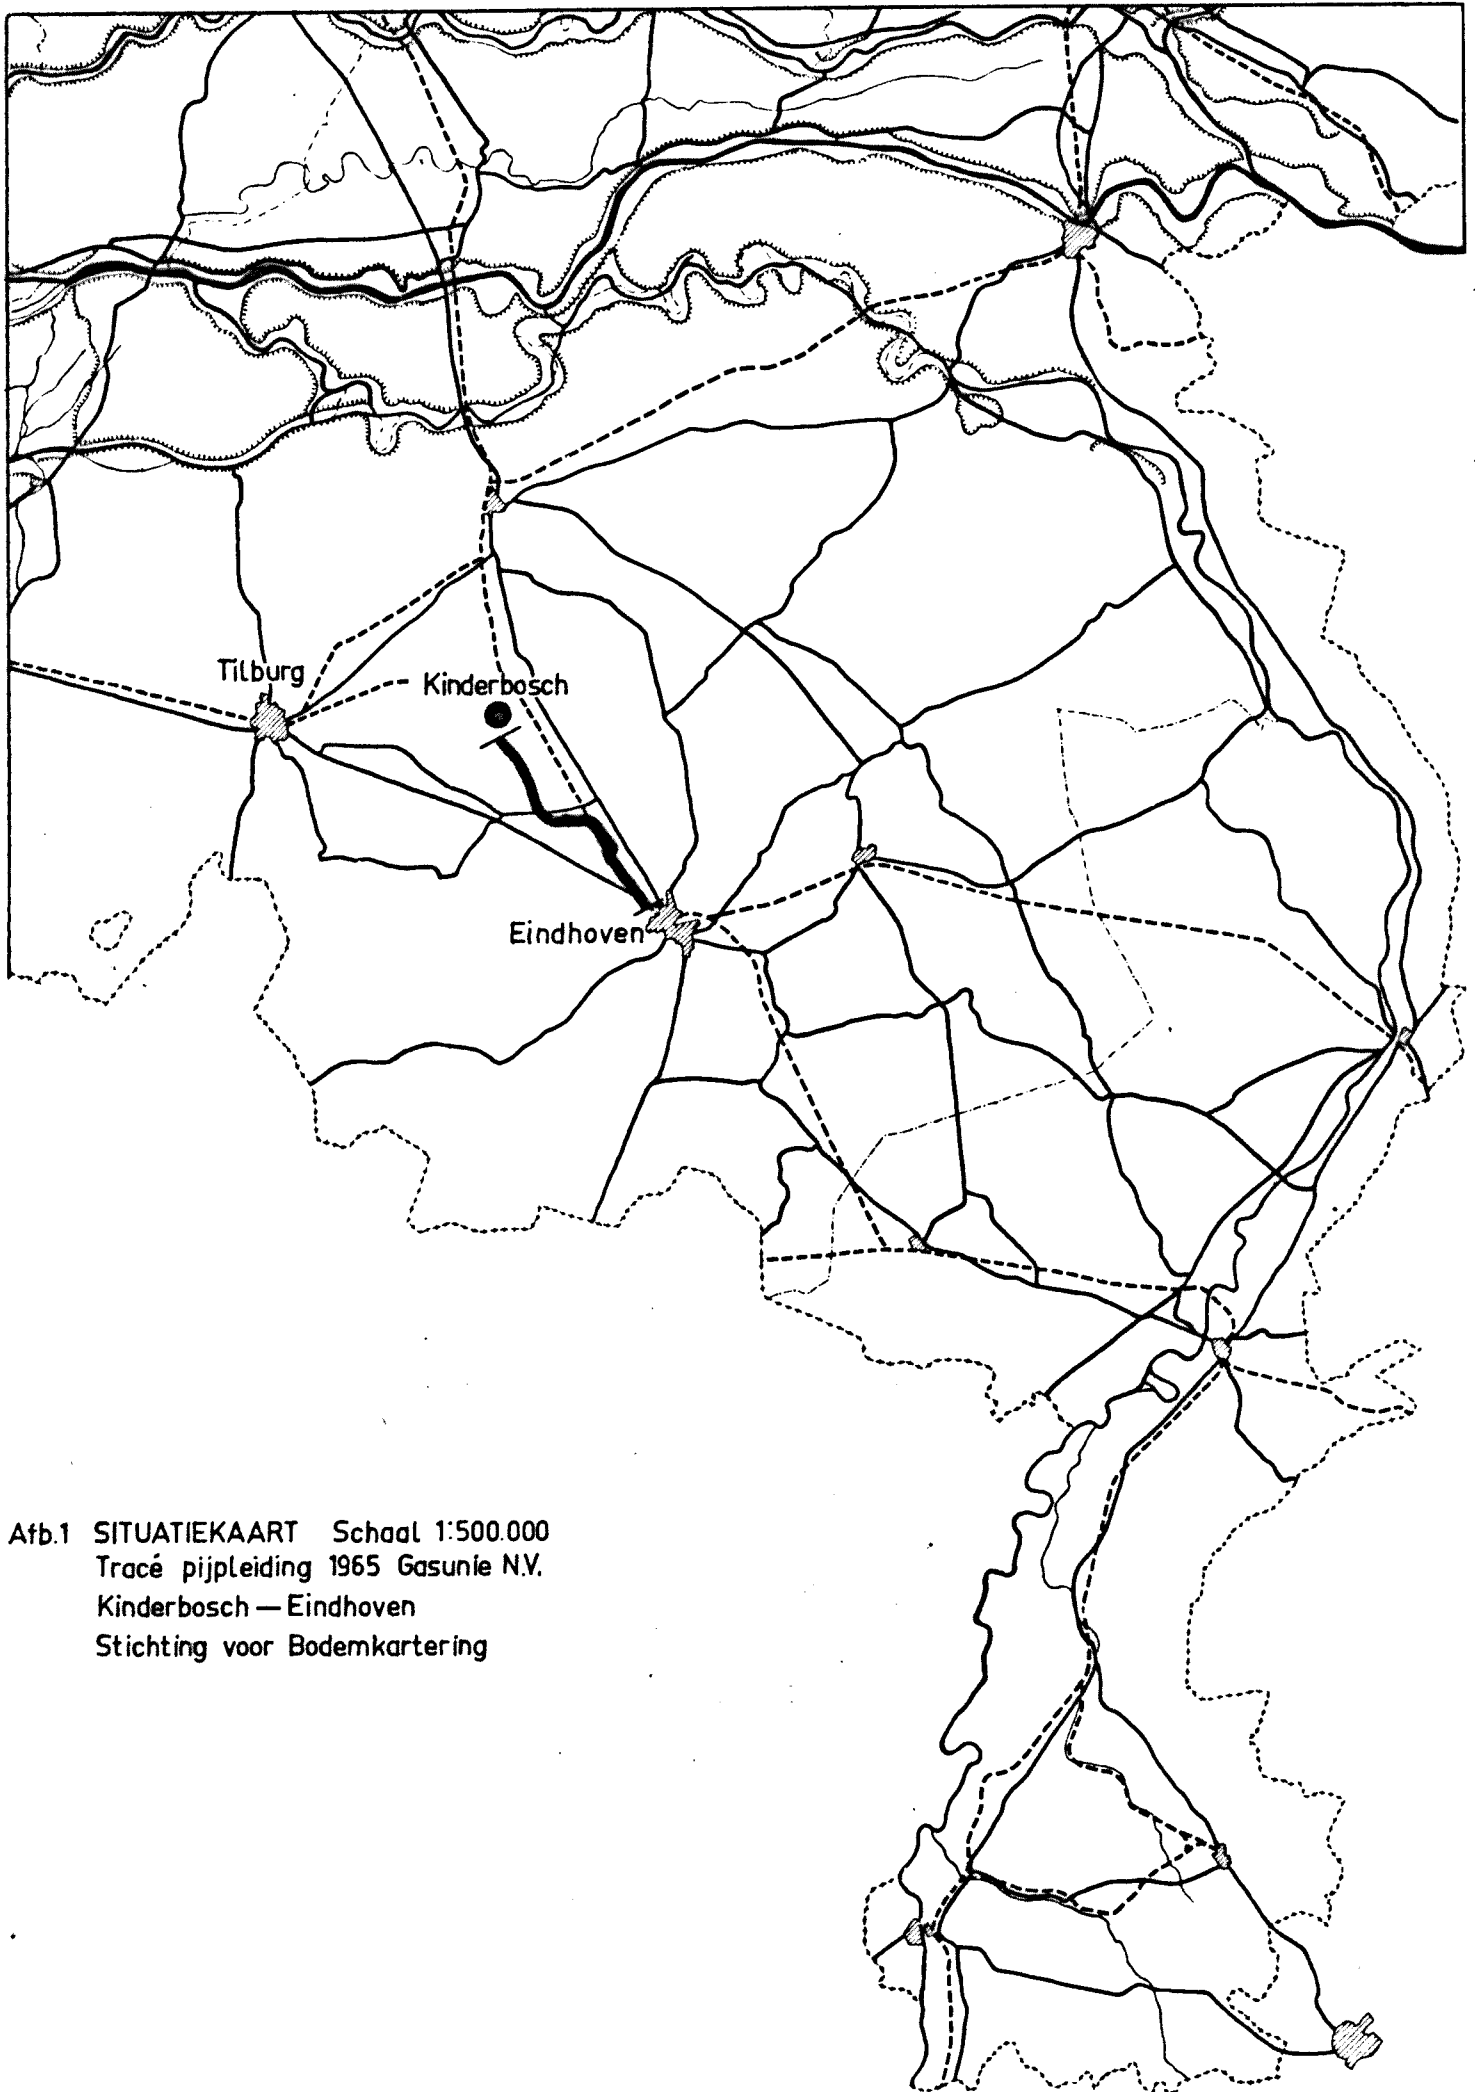 Tilburg
Kinderbosch
Eindhoven
Afb.1 SITUATIEKAART Schaal 1:500.000
Tracé pijpleiding 1965 Gasunie N.V.
Kinderbosch — Eindhoven
Stichting voor Bodemkartering